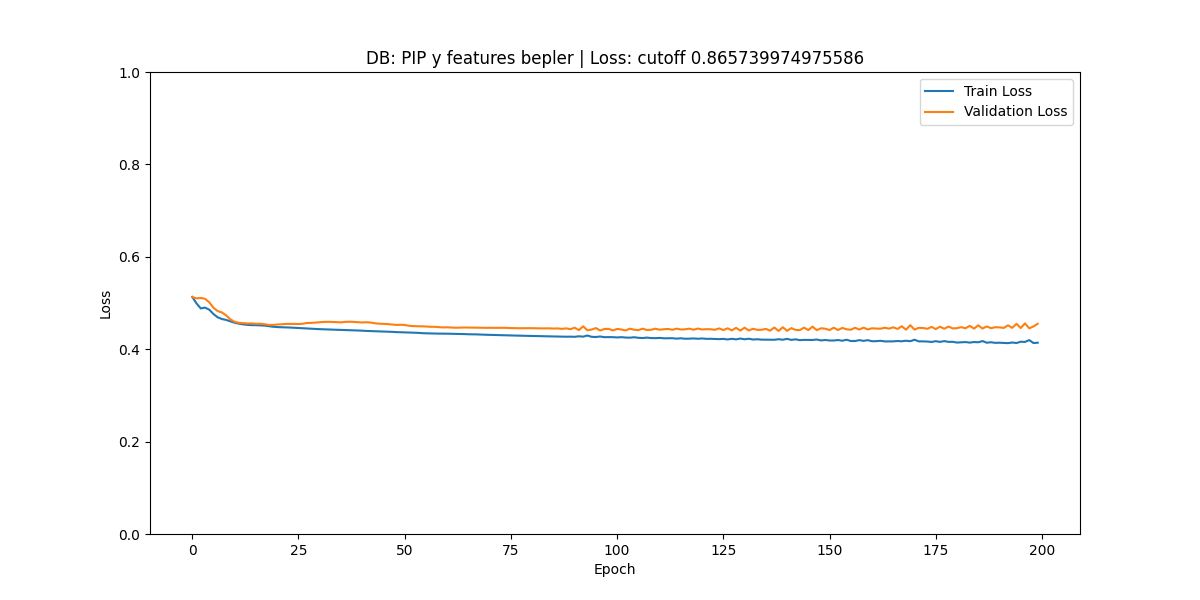 DB: PIP y features bepler | Loss: cutoff 0.865739974975586
Train Loss
Validation Loss
Loss
1.0
0.8
0.6
0.4
0.2
0.0
0 25 50 75 100 125 150 175 200
Epoch